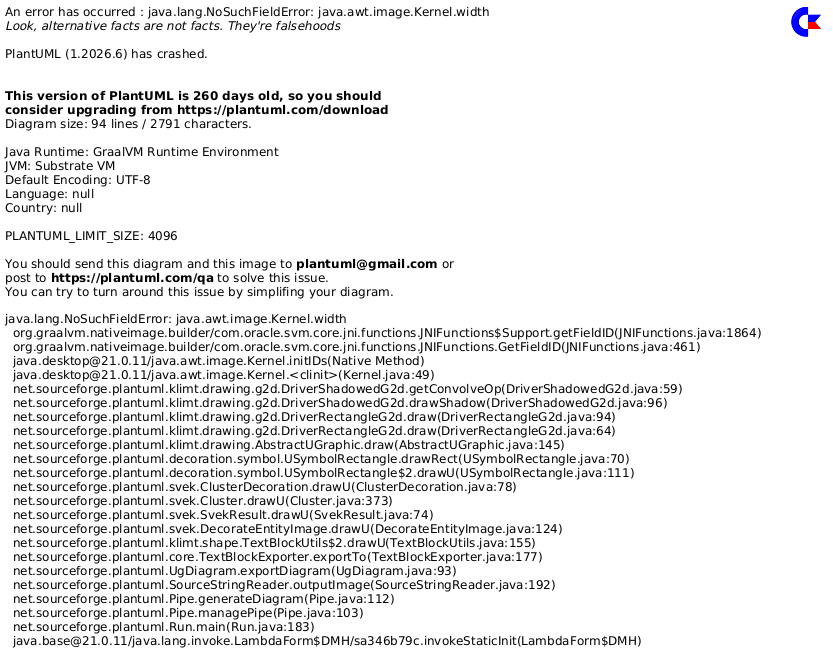 An error has occurred : java.lang.NoSuchFieldError: java.awt.image.Kernel.width
Look, alternative facts are not facts. They're falsehoods
PlantUML (1.2026.6) has crashed.
This version of PlantUML is 260 days old, so you should
consider upgrading from https://plantuml.com/download
Diagram size: 94 lines / 2791 characters.
Java Runtime: GraalVM Runtime Environment
JVM: Substrate VM
Default Encoding: UTF-8
Language: null
Country: null
PLANTUML_LIMIT_SIZE: 4096
You should send this diagram and this image to plantuml@gmail.com or
post to https://plantuml.com/qa to solve this issue.
You can try to turn around this issue by simplifing your diagram.
java.lang.NoSuchFieldError: java.awt.image.Kernel.width
org.graalvm.nativeimage.builder/com.oracle.svm.core.jni.functions.JNIFunctions$Support.getFieldID(JNIFunctions.java:1864)
org.graalvm.nativeimage.builder/com.oracle.svm.core.jni.functions.JNIFunctions.GetFieldID(JNIFunctions.java:461)
java.desktop@21.0.11/java.awt.image.Kernel.initIDs(Native Method)
java.desktop@21.0.11/java.awt.image.Kernel.<clinit>(Kernel.java:49)
net.sourceforge.plantuml.klimt.drawing.g2d.DriverShadowedG2d.getConvolveOp(DriverShadowedG2d.java:59)
net.sourceforge.plantuml.klimt.drawing.g2d.DriverShadowedG2d.drawShadow(DriverShadowedG2d.java:96)
net.sourceforge.plantuml.klimt.drawing.g2d.DriverRectangleG2d.draw(DriverRectangleG2d.java:94)
net.sourceforge.plantuml.klimt.drawing.g2d.DriverRectangleG2d.draw(DriverRectangleG2d.java:64)
net.sourceforge.plantuml.klimt.drawing.AbstractUGraphic.draw(AbstractUGraphic.java:145)
net.sourceforge.plantuml.decoration.symbol.USymbolRectangle.drawRect(USymbolRectangle.java:70)
net.sourceforge.plantuml.decoration.symbol.USymbolRectangle$2.drawU(USymbolRectangle.java:111)
net.sourceforge.plantuml.svek.ClusterDecoration.drawU(ClusterDecoration.java:78)
net.sourceforge.plantuml.svek.Cluster.drawU(Cluster.java:373)
net.sourceforge.plantuml.svek.SvekResult.drawU(SvekResult.java:74)
net.sourceforge.plantuml.svek.DecorateEntityImage.drawU(DecorateEntityImage.java:124)
net.sourceforge.plantuml.klimt.shape.TextBlockUtils$2.drawU(TextBlockUtils.java:155)
net.sourceforge.plantuml.core.TextBlockExporter.exportTo(TextBlockExporter.java:177)
net.sourceforge.plantuml.UgDiagram.exportDiagram(UgDiagram.java:93)
net.sourceforge.plantuml.SourceStringReader.outputImage(SourceStringReader.java:192)
net.sourceforge.plantuml.Pipe.generateDiagram(Pipe.java:112)
net.sourceforge.plantuml.Pipe.managePipe(Pipe.java:103)
net.sourceforge.plantuml.Run.main(Run.java:183)
java.base@21.0.11/java.lang.invoke.LambdaForm$DMH/sa346b79c.invokeStaticInit(LambdaForm$DMH)